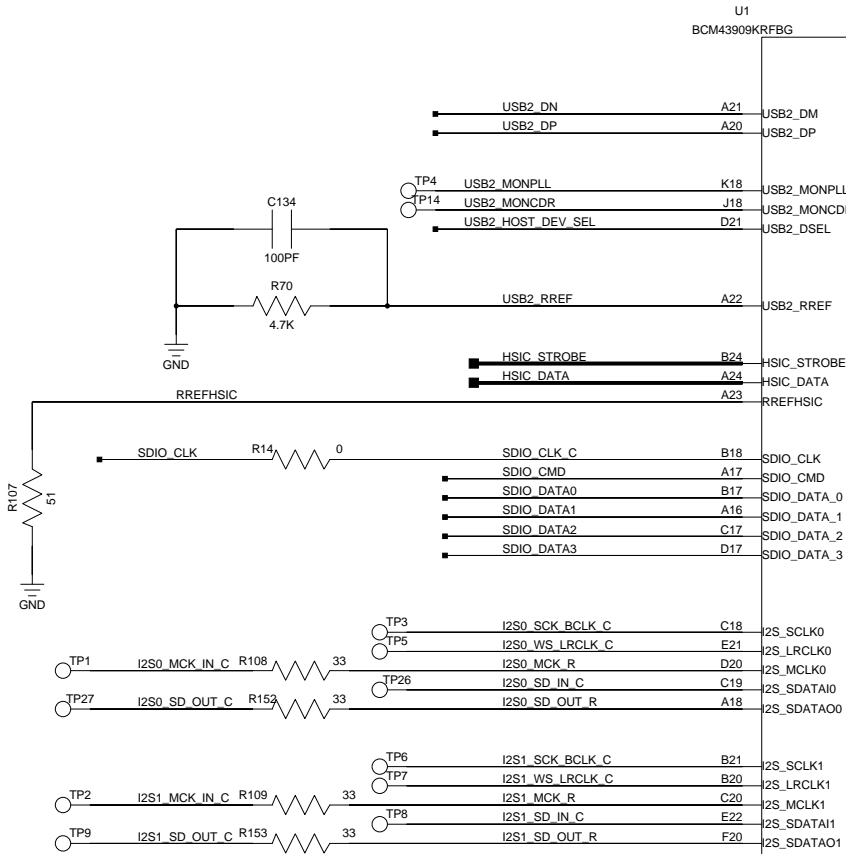 U1
BCM43909KRFBG
USB2_DN A21 USB2_DM
USB2_DP A20 USB2_DP
TP4 USB2_MONPLL K18 USB2_MONPLL
TP14 USB2_MONCDR J18 USB2_MONCD
USB2_HOST_DEV_SEL D21 USB2_DSEL
C134
100PF
R70
4.7K
USB2_RREF A22 USB2_RREF
GND
HSIC_STROBE B24 HSIC_STROBE
HSIC_DATA A24 HSIC_DATA
RREFHSIC A23 RREFHSIC
SDIO_CLK R14 0 SDIO_CLK_C B18 SDIO_CLK
SDIO_CMD A17 SDIO_CMD
SDIO_DATA0 B17 SDIO_DATA_0
SDIO_DATA1 A16 SDIO_DATA_1
SDIO_DATA2 C17 SDIO_DATA_2
SDIO_DATA3 D17 SDIO_DATA_3
R107
51
GND
TP3 I2S0_SCK_BCLK_C C18 I2S_SCLK0
TP5 I2S0_WS_LRCLK_C E21 I2S_LRCLK0
TP1 I2S0_MCK_IN_C R108 33 I2S0_MCK_R D20 I2S_MCLK0
TP26 I2S0_SD_IN_C C19 I2S_SDATAI0
TP27 I2S0_SD_OUT_C R152 33 I2S0_SD_OUT_R A18 I2S_SDATAO0
TP6 I2S1_SCK_BCLK_C B21 I2S_SCLK1
TP7 I2S1_WS_LRCLK_C B20 I2S_LRCLK1
TP2 I2S1_MCK_IN_C R109 33 I2S1_MCK_R C20 I2S_MCLK1
TP8 I2S1_SD_IN_C E22 I2S_SDATAI1
TP9 I2S1_SD_OUT_C R153 33 I2S1_SD_OUT_R F20 I2S_SDATAO1